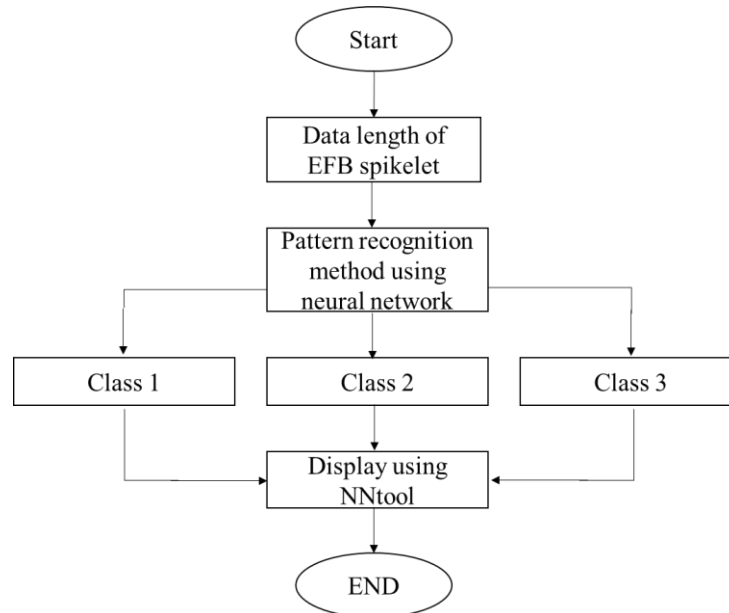 Start
Data length of
EFB spikelet
Pattern recognition
method using
neural network
Class 1
Class 2
Class 3
Display using
NNtool
END